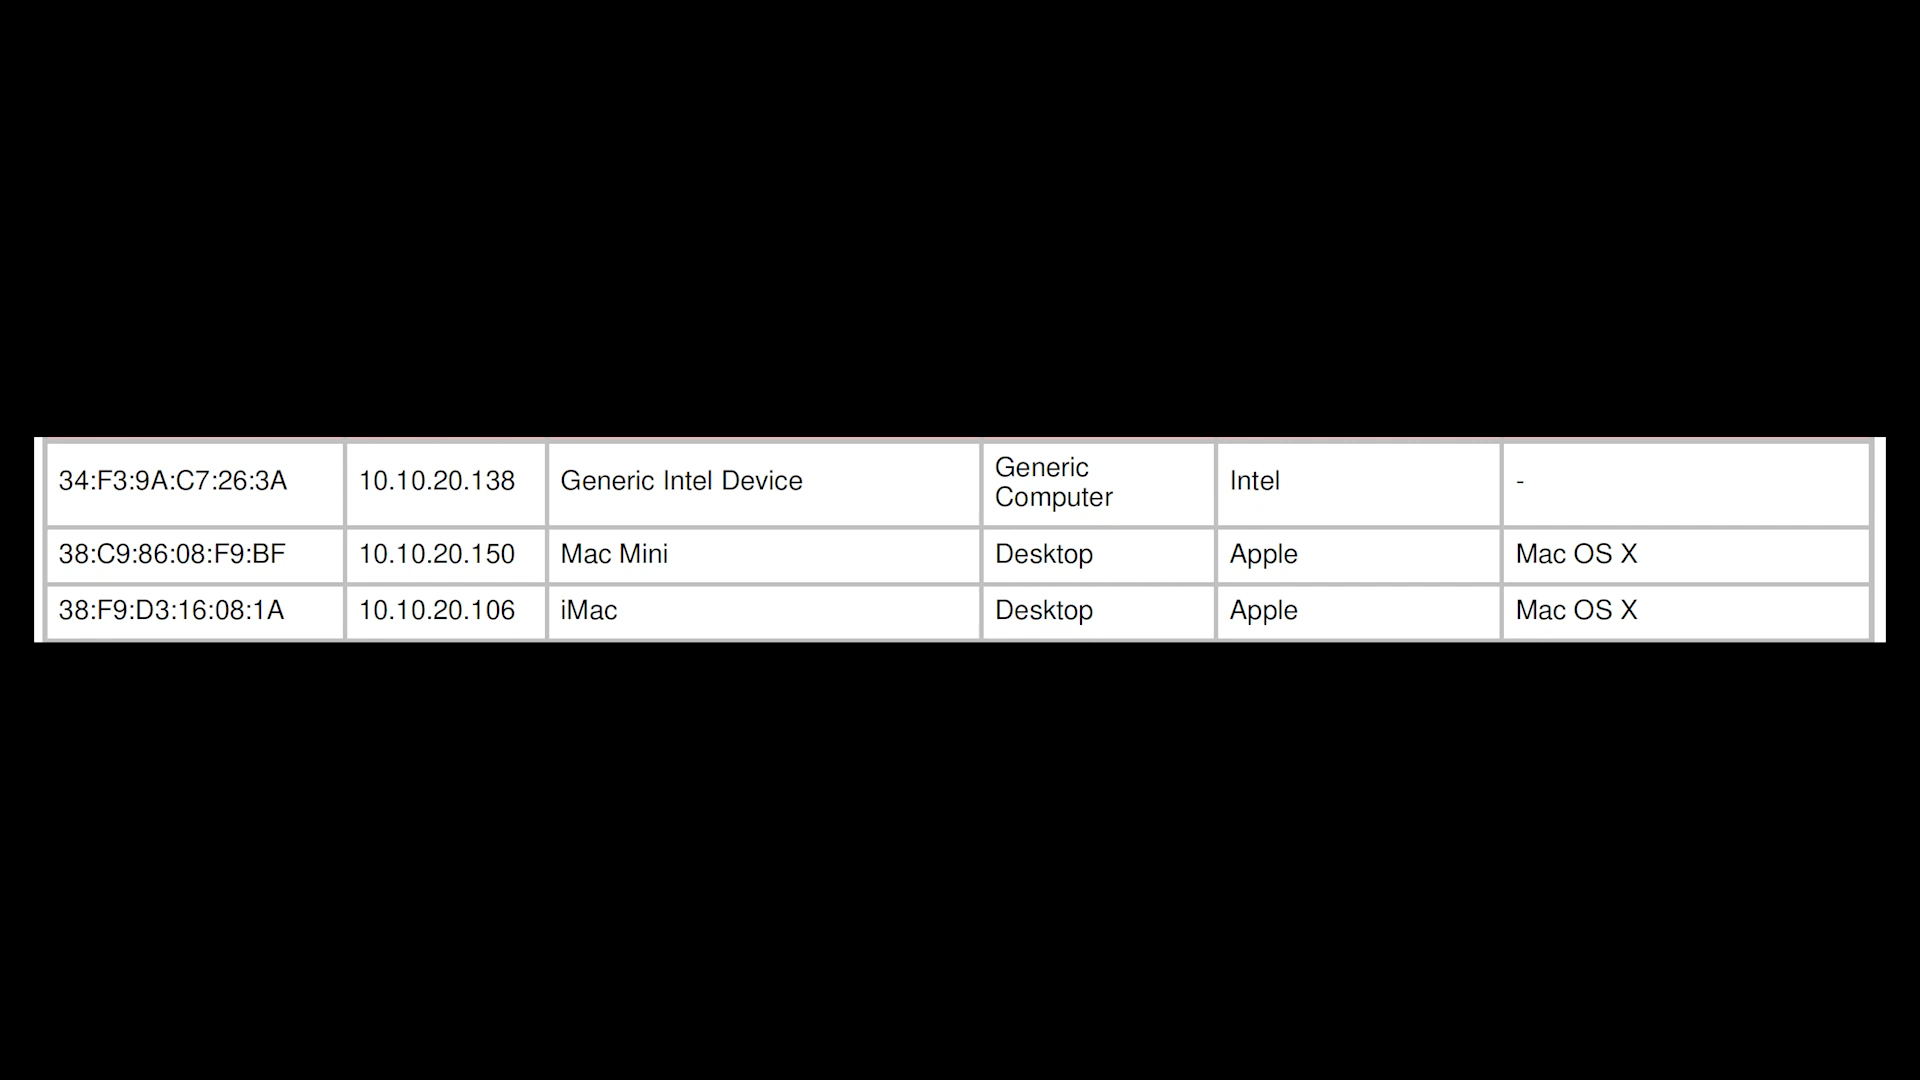 34:F3:9A:C7:26:3A 10.10.20.138 Generic Intel Device Generic Computer Intel -
38:C9:86:08:F9:BF 10.10.20.150 Mac Mini Desktop Apple Mac OS X
38:F9:D3:16:08:1A 10.10.20.106 iMac Desktop Apple Mac OS X